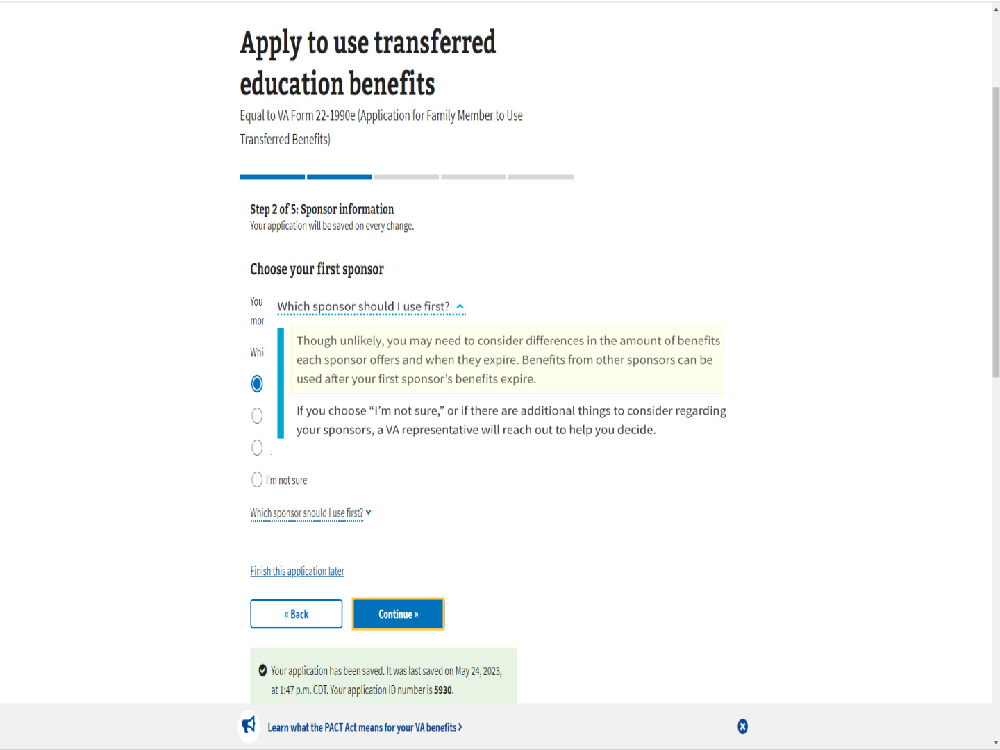 Apply to use transferred
education benefits
Equal to VA Form 22-1990e (Application for Family Member to Use
Transferred Benefits)
Step 2 of 5: Sponsor information
Your application will be saved on every change.
Choose your first sponsor
You
Which sponsor should I use first?
Though unlikely, you may need to consider differences in the amount of benefits
each sponsor offers and when they expire. Benefits from other sponsors can be
used after your first sponsor’s benefits expire.
If you choose “I’m not sure,” or if there are additional things to consider regarding
your sponsors, a VA representative will reach out to help you decide.
I’m not sure
Which sponsor should I use first?
Finish this application later
« Back
Continue »
Your application has been saved. It was last saved on May 24, 2023,
at 1:47 p.m. CDT. Your application ID number is 5930.
Learn what the PACT Act means for your VA benefits >